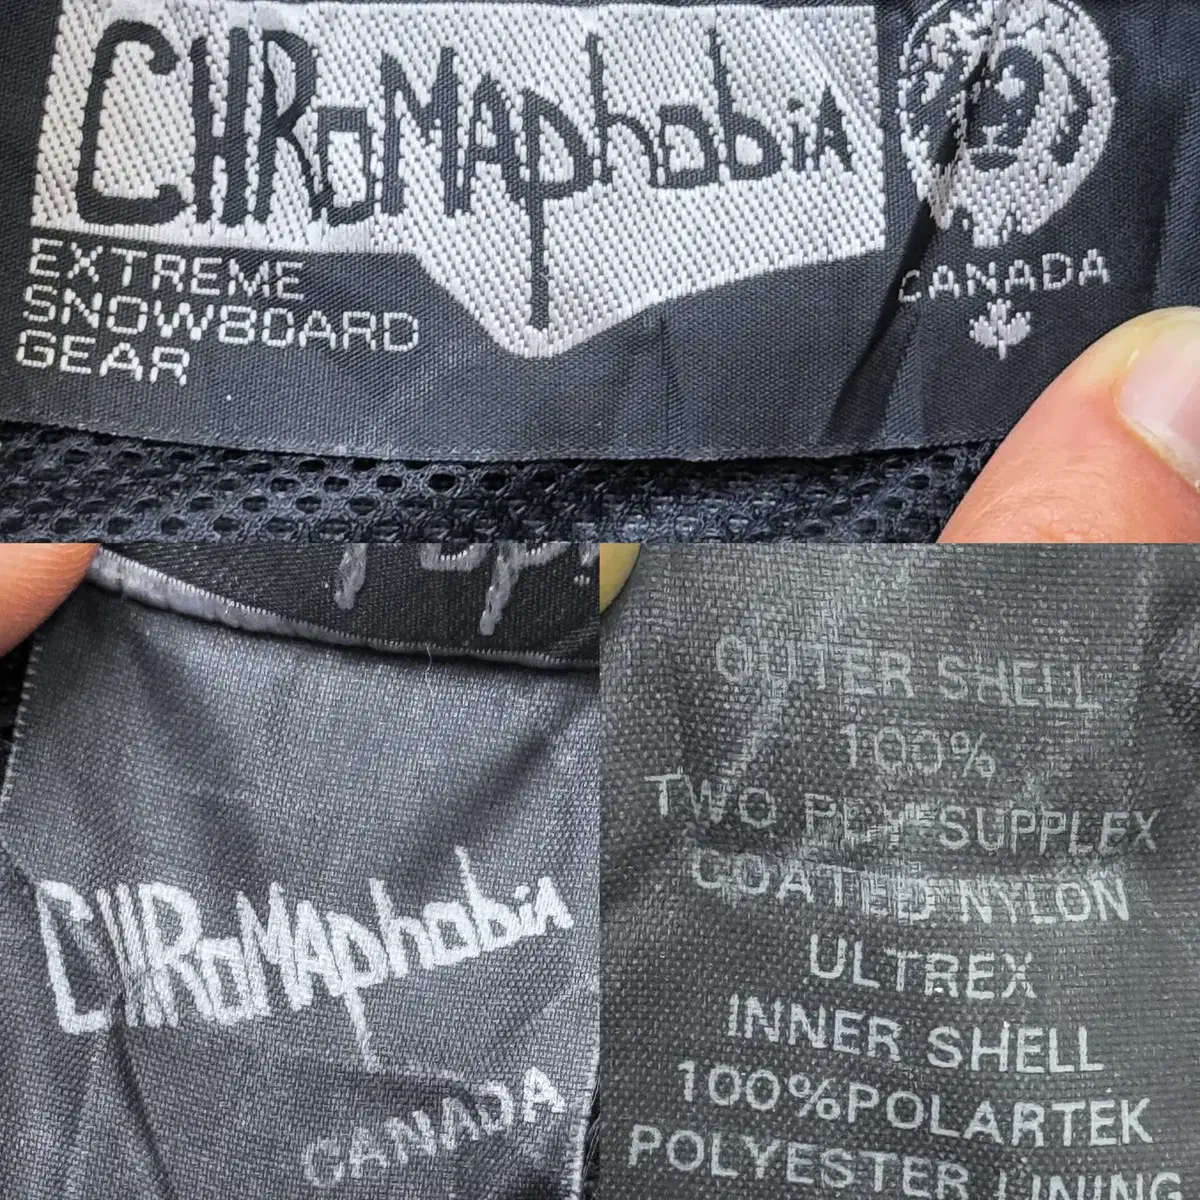 CHROMAphobiA
EXTREME
SNOWBOARD
GEAR
CANADA
CHROMAphobiA
CANADA
OUTER SHELL
100%
TWO PLY SUPPLEX
COATED NYLON
ULTREX
INNER SHELL
100%POLARTEK
POLYESTER LINING